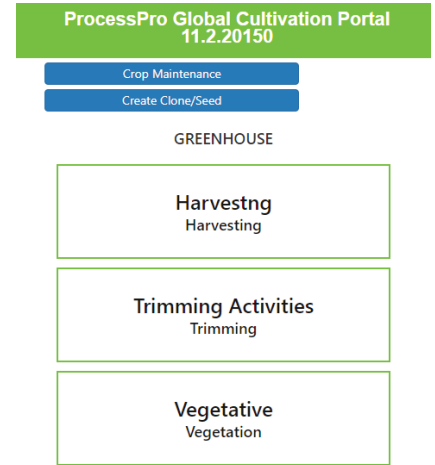 ProcessPro Global Cultivation Portal
11.2.20150
Crop Maintenance
Create Clone/Seed
GREENHOUSE
Harvestng
Harvesting
Trimming Activities
Trimming
Vegetative
Vegetation